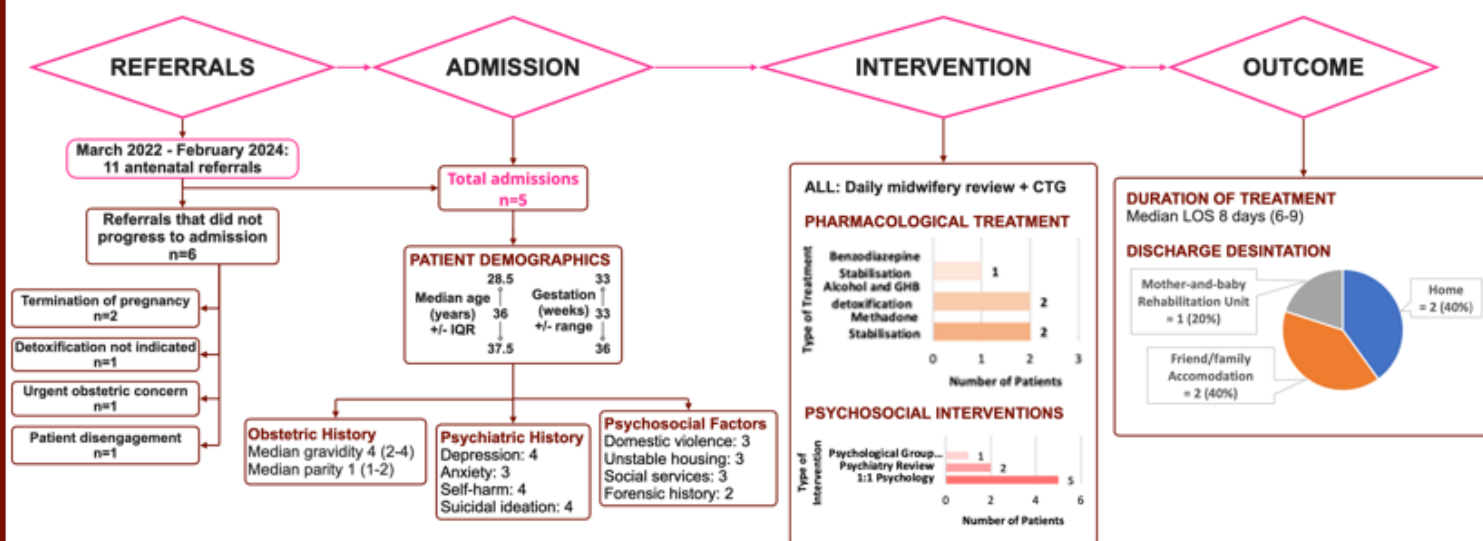 REFERRALS
ADMISSION
INTERVENTION
OUTCOME
March 2022 - February 2024:
11 antenatal referrals
Referrals that did not
progress to admission
n=6
Termination of pregnancy
n=2
Detoxification not indicated
n=1
Urgent obstetric concern
n=1
Patient disengagement
n=1
Total admissions
n=5
PATIENT DEMOGRAPHICS
28.5
Median age
(years)
36
+/- IQR
37.5
33
Gestation
(weeks)
33
+/- range
36
Obstetric History
Median gravidity 4 (2-4)
Median parity 1 (1-2)
Psychiatric History
Depression: 4
Anxiety: 3
Self-harm: 4
Suicidal ideation: 4
Psychosocial Factors
Domestic violence: 3
Unstable housing: 3
Social services: 3
Forensic history: 2
ALL: Daily midwifery review + CTG
PHARMACOLOGICAL TREATMENT
Type of Treatment
Benzodiazepine
Stabilisation
1
Alcohol and GHB
detoxification
2
Methadone
Stabilisation
2
0 1 2 3
Number of Patients
PSYCHOSOCIAL INTERVENTIONS
Type of
Intervention
Psychological Group...
1
Psychiatry Review
2
1:1 Psychology
5
0 2 4 6
Number of Patients
DURATION OF TREATMENT
Median LOS 8 days (6-9)
DISCHARGE DESINTATION
Mother-and-baby
Rehabilitation Unit
= 1 (20%)
Home
= 2 (40%)
Friend/family
Accomodation
= 2 (40%)